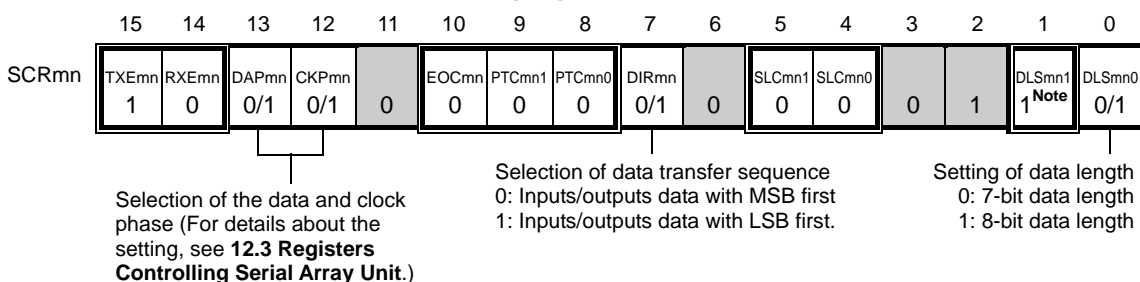 15 14 13 12 11 10 9 8 7 6 5 4 3 2 1 0
SCRmn TXEmn RXEmn DAPmn CKPmn EOCmn PTCmn1 PTCmn0 DIRmn SLCmn1 SLCmn0 DLSmn1 DLSmn0
1 0 0/1 0/1 0 0 0 0 0/1 0 0 0 0 1 1 Note 0/1
Selection of the data and clock
phase (For details about the
setting, see 12.3 Registers
Controlling Serial Array Unit.)
Selection of data transfer sequence
0: Inputs/outputs data with MSB first
1: Inputs/outputs data with LSB first.
Setting of data length
0: 7-bit data length
1: 8-bit data length